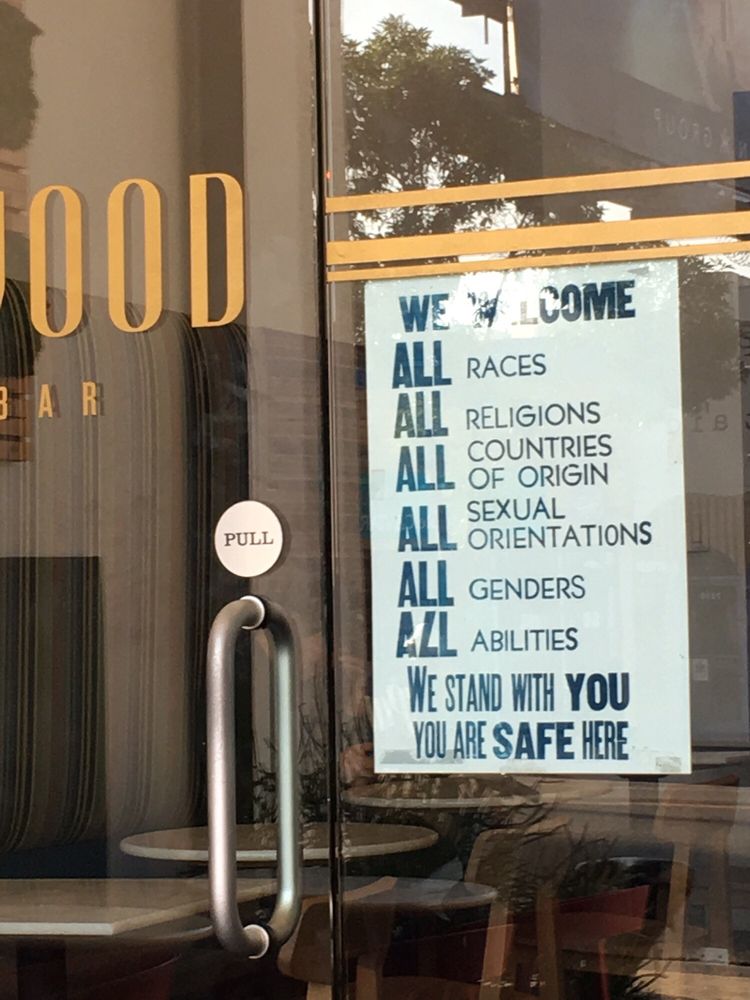 WOOD
BAR
PULL
WE WELCOME
ALL RACES
ALL RELIGIONS
ALL COUNTRIES
OF ORIGIN
ALL SEXUAL
ORIENTATIONS
ALL GENDERS
ALL ABILITIES
WE STAND WITH YOU
YOU ARE SAFE HERE